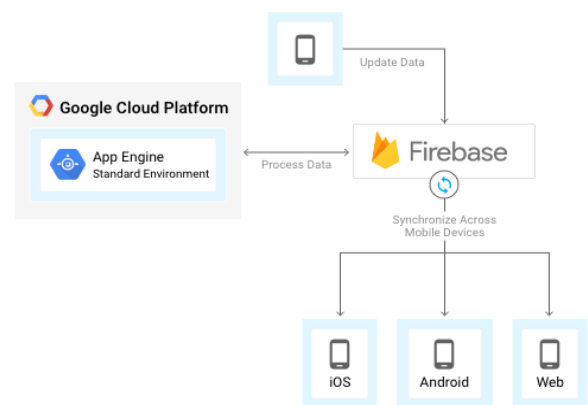 Update Data
Google Cloud Platform
App Engine
Standard Environment
Process Data
Firebase
Synchronize Across
Mobile Devices
iOS
Android
Web